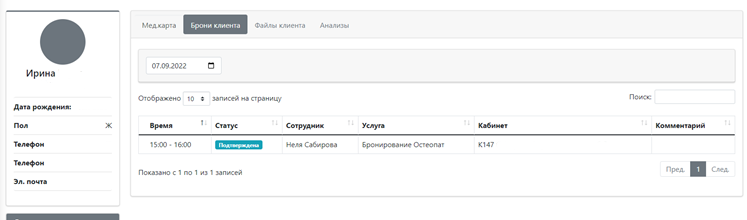 Ирина
Дата рождения:
Пол Ж
Телефон
Телефон
Эл. почта
Мед.карта Брони клиента Файлы клиента Анализы
07.09.2022
Отображено 10 записей на страницу
Поиск:
Время Статус Сотрудник Услуга Кабинет Комментарий
15:00 - 16:00 Подтверждена Неля Сабирова Бронирование Остеопат К147
Показано с 1 по 1 из 1 записей
Пред. 1 След.